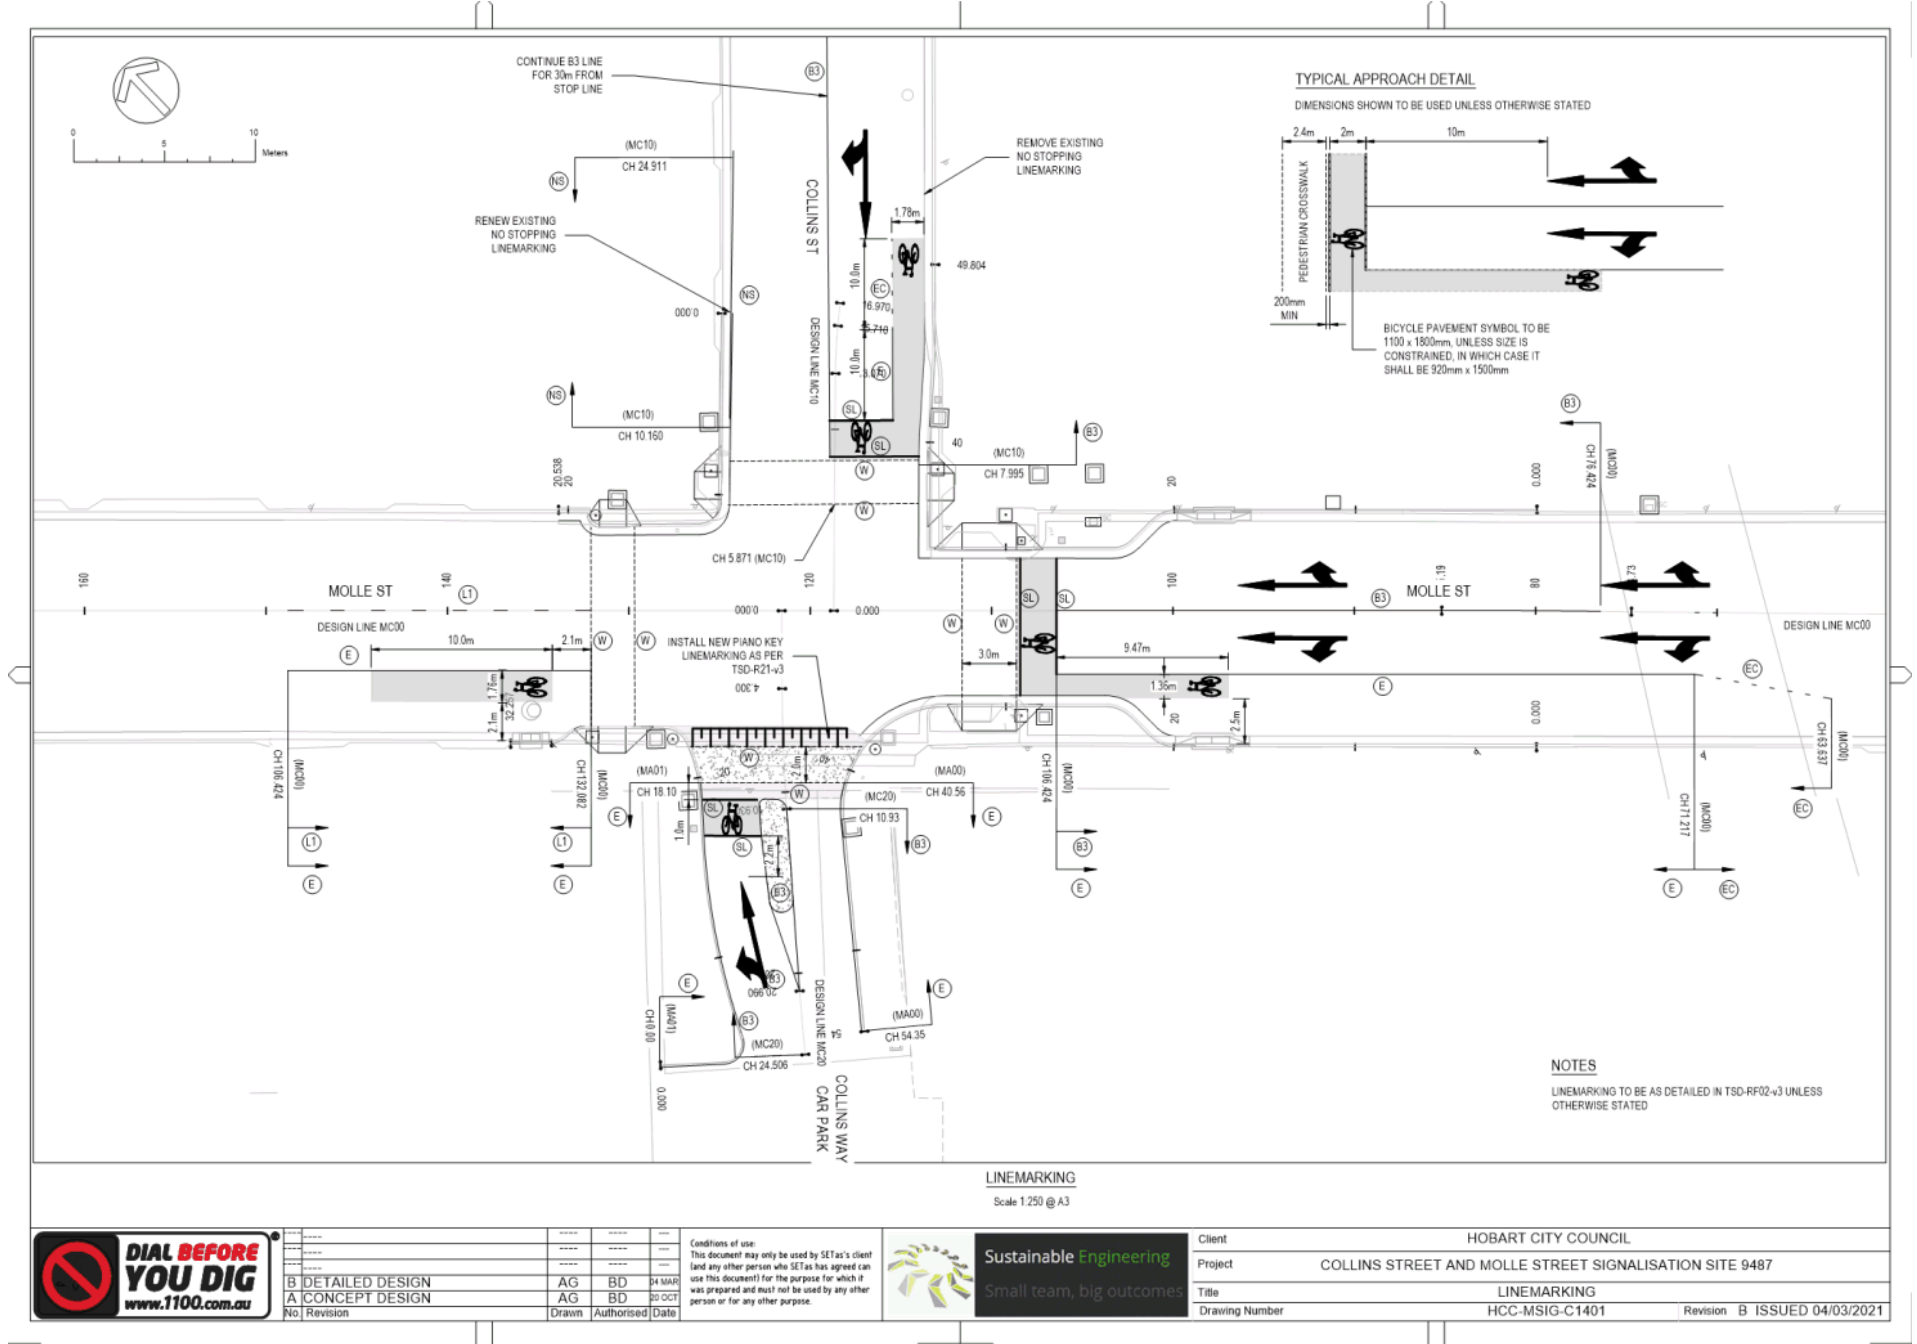 CONTINUE B3 LINE
FOR 30m FROM
STOP LINE
B3
TYPICAL APPROACH DETAIL
DIMENSIONS SHOWN TO BE USED UNLESS OTHERWISE STATED
2.4m 2m 10m
PEDESTRIAN CROSSWALK
200mm
MIN
BICYCLE PAVEMENT SYMBOL TO BE
1100 x 1800mm, UNLESS SIZE IS
CONSTRAINED, IN WHICH CASE IT
SHALL BE 920mm x 1500mm
0 5 10
Meters
(MC10)
CH 24.911
NS
REMOVE EXISTING
NO STOPPING
LINEMARKING
RENEW EXISTING
NO STOPPING
LINEMARKING
COLLINS ST
1.78m
10.0m
49.804
EC
NS
0.000
DESIGN LINE MC10
10.0m
NS
(MC10)
CH 10.160
SL
SL
W
40
(MC10)
CH 7.995
B3
B3
(MC00)
CH 76.424
20.538
20
W
20
0.000
CH 5.871 (MC10)
160
MOLLE ST
140
L1
120
100
MOLLE ST
80
B3
SL
SL
DESIGN LINE MC00
0.000
0.000
DESIGN LINE MC00
E
10.0m
2.1m
W
W
INSTALL NEW PIANO KEY
LINEMARKING AS PER
TSD-R21-v3
4.300
W
W
3.0m
9.47m
1.36m
E
EC
1.76m
32.257
2.1m
20
2.5m
0.000
CH 106.424
(MC00)
CH 132.082
(MC00)
(MA01)
CH 18.10
E
W
20
2.0m
40
W
(MA00)
CH 40.56
E
(MC20)
CH 10.93
B3
CH 106.424
(MC00)
CH 63.637
(MC00)
EC
CH 71.217
(MC00)
L1
E
L1
E
1.0m
SL
SL
2.2m
B3
B3
E
E
EC
E
(MA01)
CH 0.00
B3
20.990
B3
(MC20)
CH 24.506
DESIGN LINE MC20
54
E
(MA00)
CH 54.35
0.000
COLLINS WAY
CAR PARK
NOTES
LINEMARKING TO BE AS DETAILED IN TSD-RF02-v3 UNLESS
OTHERWISE STATED
LINEMARKING
Scale 1:250 @ A3
DIAL BEFORE
YOU DIG
www.1100.com.au
B DETAILED DESIGN AG BD 04 MAR
A CONCEPT DESIGN AG BD 20 OCT
No. Revision Drawn Authorised Date
Conditions of use:
This document may only be used by SETas's client
(and any other person who SETas has agreed can
use this document) for the purpose for which it
was prepared and must not be used by any other
person or for any other purpose.
Sustainable Engineering
Small team, big outcomes
Client HOBART CITY COUNCIL
Project COLLINS STREET AND MOLLE STREET SIGNALISATION SITE 9487
Title LINEMARKING
Drawing Number HCC-MSIG-C1401 Revision B ISSUED 04/03/2021